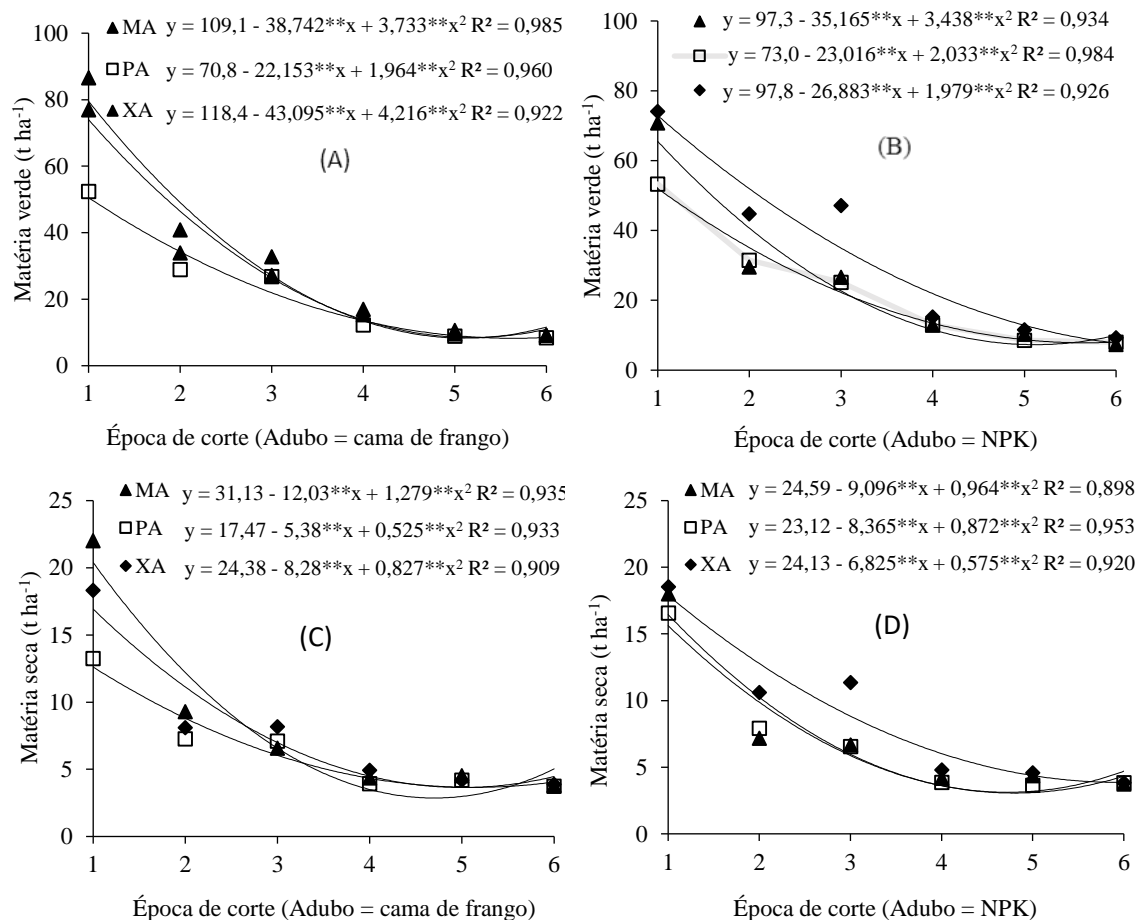 ▲ MA y = 109,1 - 38,742**x + 3,733**x² R² = 0,985
□ PA y = 70,8 - 22,153**x + 1,964**x² R² = 0,960
▲ XA y = 118,4 - 43,095**x + 4,216**x² R² = 0,922
(A)
Matéria verde (t ha⁻¹)
100
80
60
40
20
0
1 2 3 4 5 6
Época de corte (Adubo = cama de frango)
▲ y = 97,3 - 35,165**x + 3,438**x² R² = 0,934
□ y = 73,0 - 23,016**x + 2,033**x² R² = 0,984
◆ y = 97,8 - 26,883**x + 1,979**x² R² = 0,926
(B)
Matéria verde (t ha⁻¹)
100
80
60
40
20
0
1 2 3 4 5 6
Época de corte (Adubo = NPK)
▲ MA y = 31,13 - 12,03**x + 1,279**x² R² = 0,935
□ PA y = 17,47 - 5,38**x + 0,525**x² R² = 0,933
◆ XA y = 24,38 - 8,28**x + 0,827**x² R² = 0,909
(C)
Matéria seca (t ha⁻¹)
25
20
15
10
5
0
1 2 3 4 5 6
Época de corte (Adubo = cama de frango)
▲ MA y = 24,59 - 9,096**x + 0,964**x² R² = 0,898
□ PA y = 23,12 - 8,365**x + 0,872**x² R² = 0,953
◆ XA y = 24,13 - 6,825**x + 0,575**x² R² = 0,920
(D)
Matéria seca (t ha⁻¹)
25
20
15
10
5
0
1 2 3 4 5 6
Época de corte (Adubo = NPK)